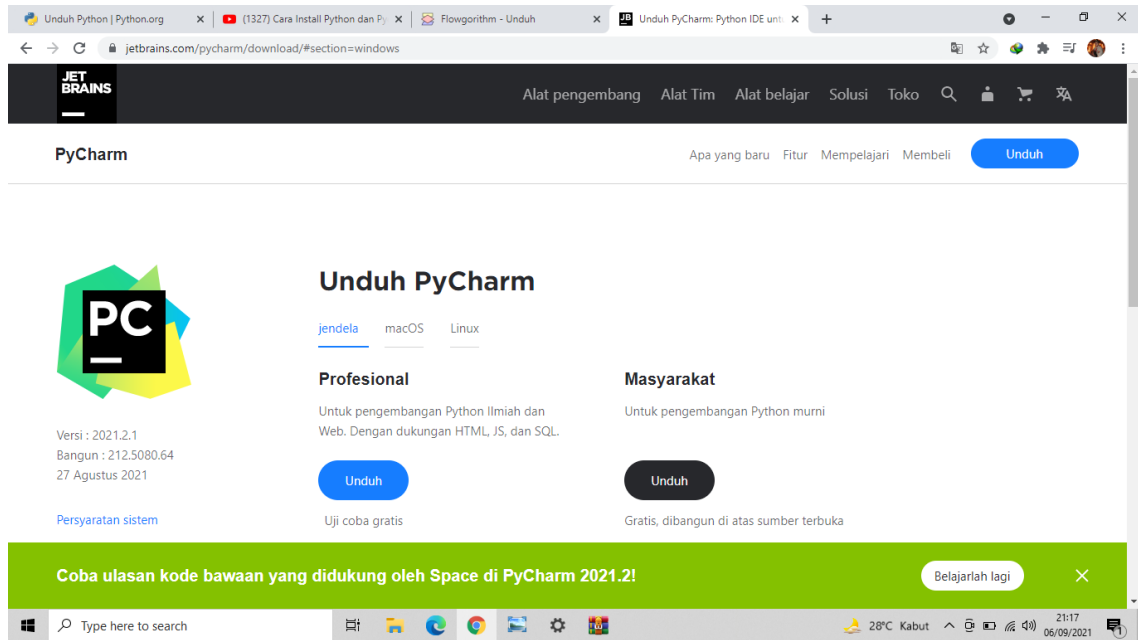 Unduh Python | Python.org
(1327) Cara Install Python dan Py
Flowgorithm - Unduh
Unduh PyCharm: Python IDE untu
jetbrains.com/pycharm/download/#section=windows
JET
BRAINS
Alat pengembang Alat Tim Alat belajar Solusi Toko
PyCharm
Apa yang baru Fitur Mempelajari Membeli Unduh
PC
Unduh PyCharm
jendela macOS Linux
Profesional
Untuk pengembangan Python Ilmiah dan
Web. Dengan dukungan HTML, JS, dan SQL.
Unduh
Uji coba gratis
Masyarakat
Untuk pengembangan Python murni
Unduh
Gratis, dibangun di atas sumber terbuka
Versi : 2021.2.1
Bangun : 212.5080.64
27 Agustus 2021
Persyaratan sistem
Coba ulasan kode bawaan yang didukung oleh Space di PyCharm 2021.2!
Belajarlah lagi
Type here to search
28°C Kabut
21:17
06/09/2021
1